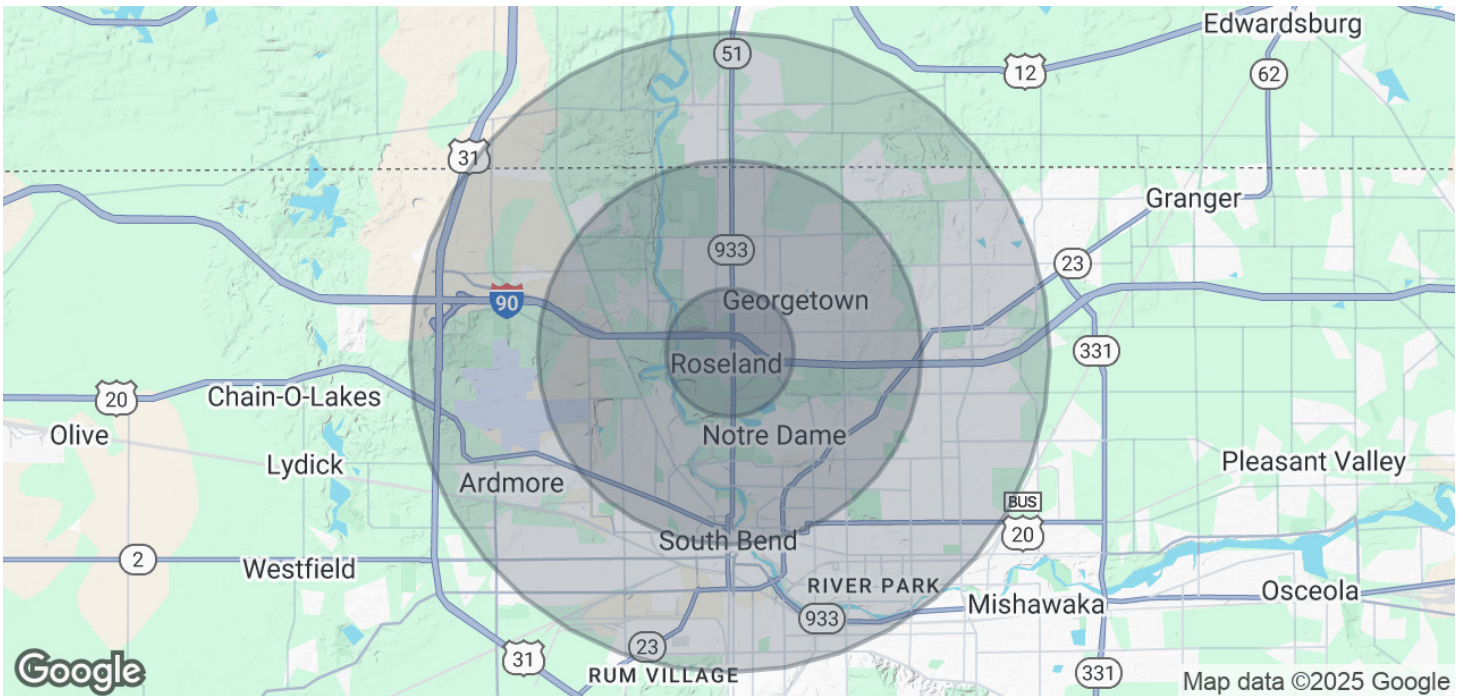 Edwardsburg
51
12
62
31
Granger
933
23
Georgetown
90
Roseland
331
20
Chain-O-Lakes
Olive
Notre Dame
Lydick
Pleasant Valley
Ardmore
BUS
20
South Bend
2
Westfield
RIVER PARK
Osceola
Mishawaka
933
23
31
RUM VILLAGE
331
Google
Map data ©2025 Google